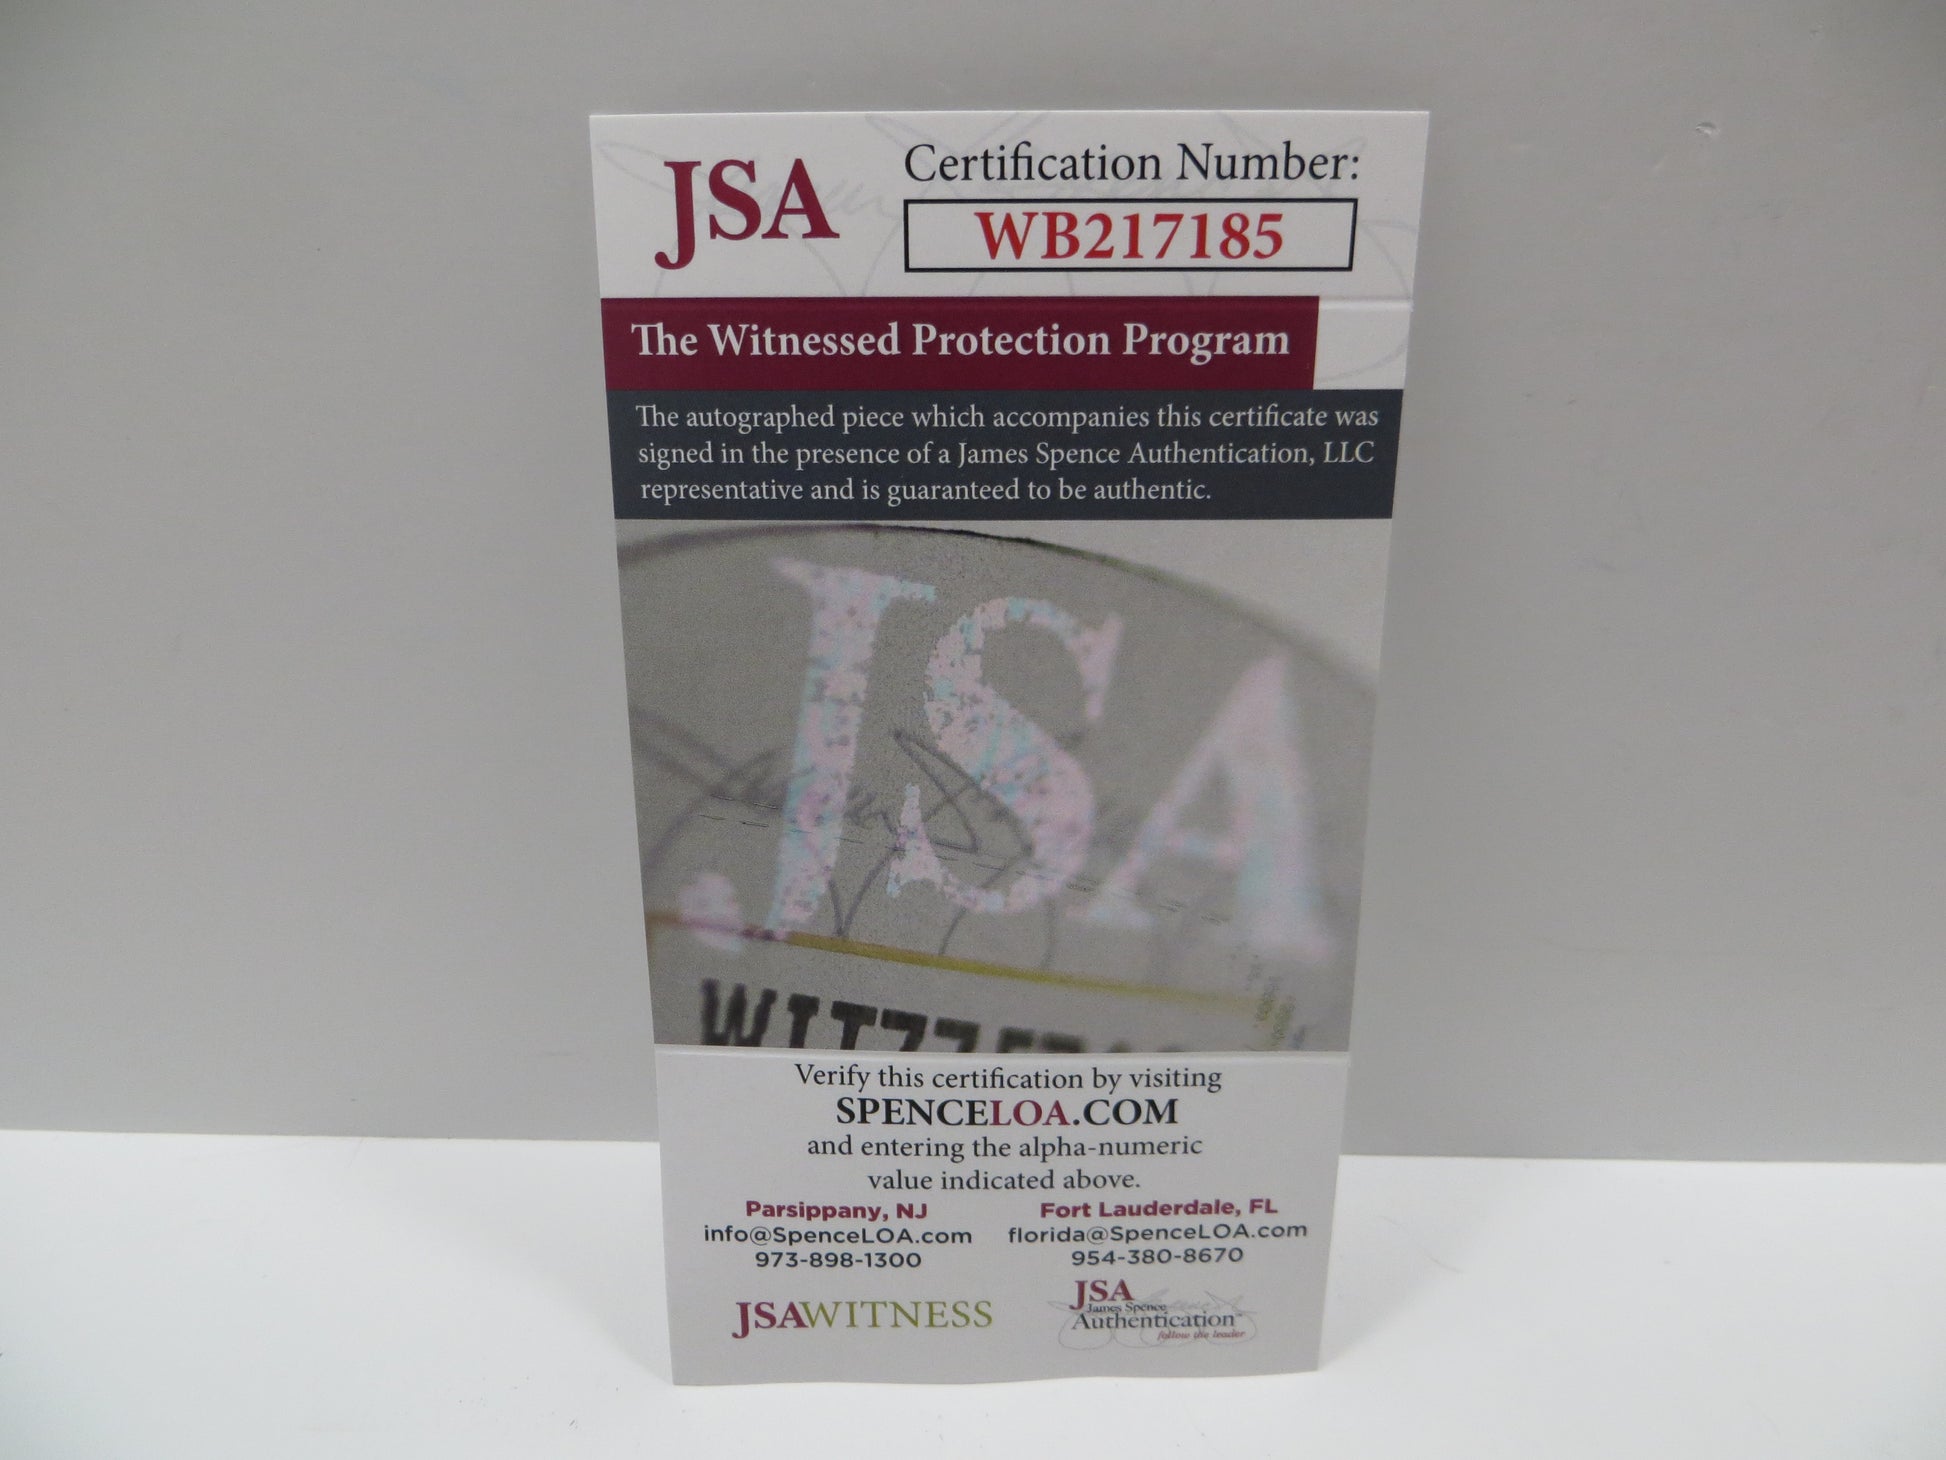 JSA
Certification Number:
WB217185
The Witnessed Protection Program
The autographed piece which accompanies this certificate was
signed in the presence of a James Spence Authentication, LLC
representative and is guaranteed to be authentic.
JSA
Verify this certification by visiting
SPENCELOA.COM
and entering the alpha-numeric
value indicated above.
Parsippany, NJ
info@SpenceLOA.com
973-898-1300
Fort Lauderdale, FL
florida@SpenceLOA.com
954-380-8670
JSAWITNESS
JSA
James Spence
Authentication
follow the leader